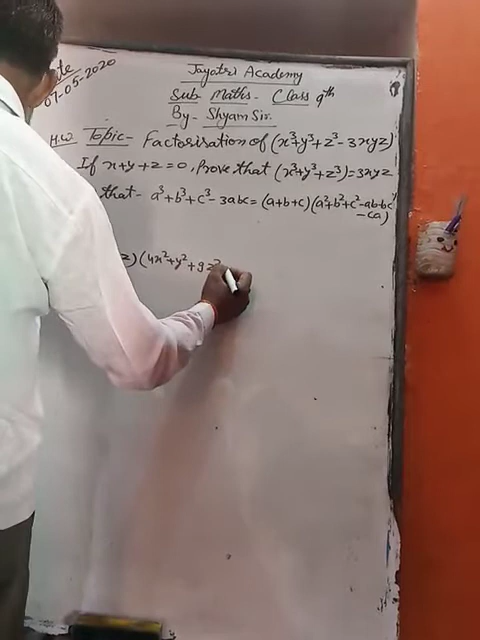 Date
07-05-2020
Jayatri Academy
Sub Maths - Class 9th
By - Shyam Sir.
H.W Topic - Factorisation of (x³+y³+z³-3xyz)
If x+y+z=0, Prove that (x³+y³+z³)=3xyz
that - a³+b³+c³-3abc=(a+b+c)(a²+b²+c²-ab-bc
-ca)
z)(4x²+y²+9z²